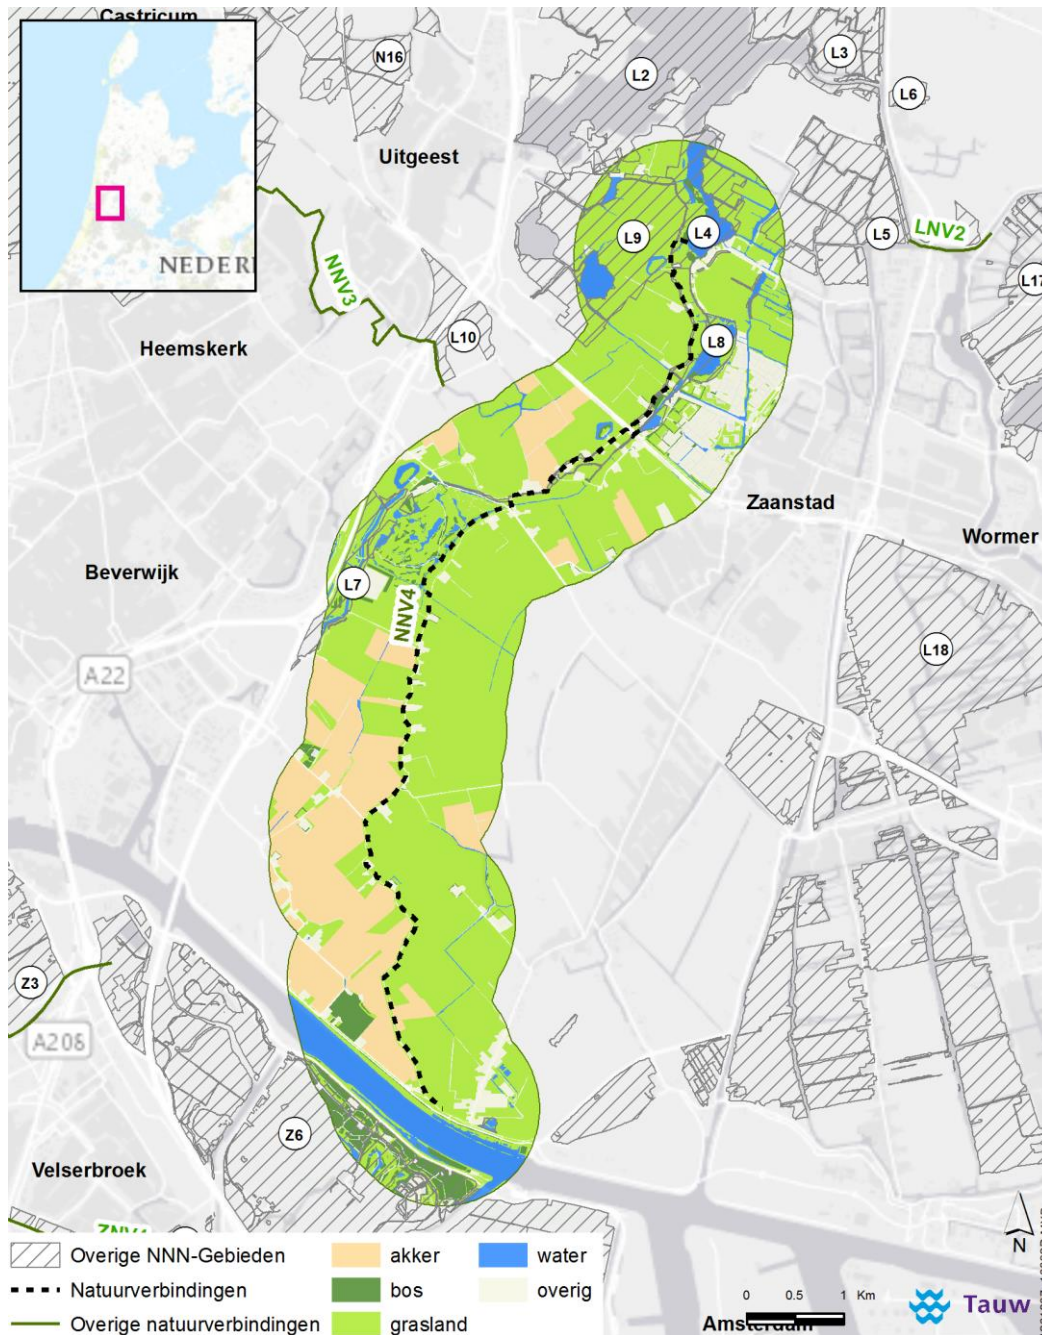 Castricum
N16
L3
L2
L6
Uitgeest
L4
L9
L5
LNV2
NNV3
NEDERI
L17
L10
L8
Heemskerk
Zaanstad
Wormer
Beverwijk
L7
NNV4
L18
A22
Z3
A208
Z6
Velserbroek
N
Overige NNN-Gebieden
akker
water
Natuurverbindingen
bos
overig
Overige natuurverbindingen
grasland
0 0.5 1 Km
Tauw
Amsterdam